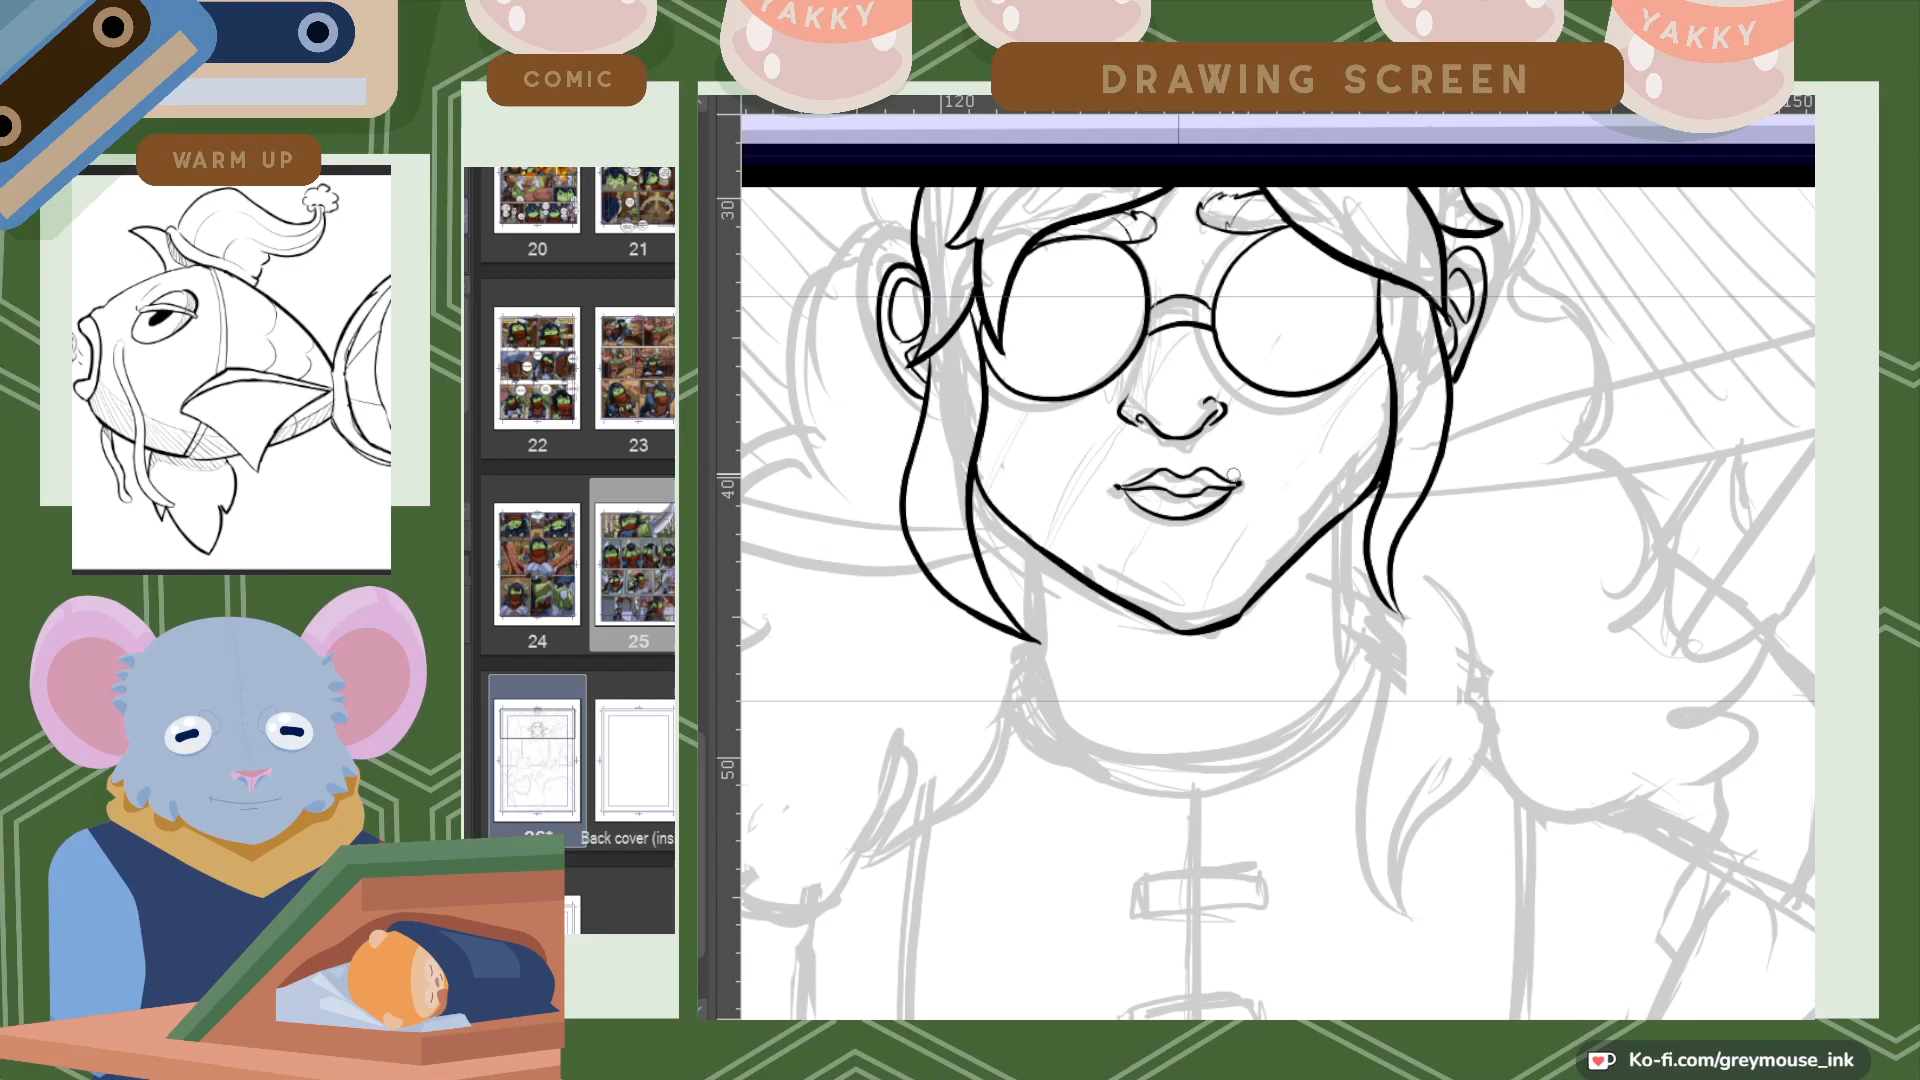 YAKKY
YAKKY
COMIC
DRAWING SCREEN
WARM UP
120
150
30
40
50
20
21
22
23
24
25
Back cover (ins
Ko-fi.com/greymouse_ink